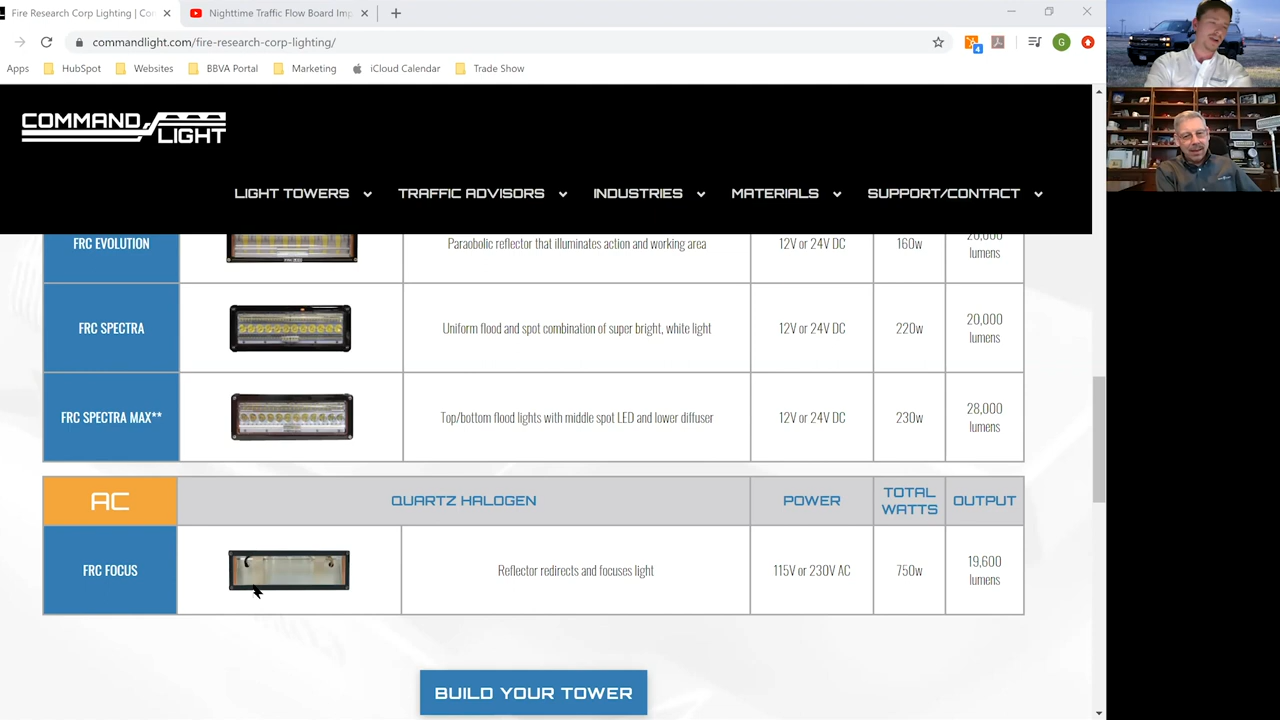 Fire Research Corp Lighting | Co
Nighttime Traffic Flow Board Imp
commandlight.com/fire-research-corp-lighting/
4
G
Apps
HubSpot
Websites
BBVA Portal
Marketing
iCloud Calendar
Trade Show
COMMAND LIGHT
LIGHT TOWERS
TRAFFIC ADVISORS
INDUSTRIES
MATERIALS
SUPPORT/CONTACT
FRC EVOLUTION
Paraobolic reflector that illuminates action and working area
12V or 24V DC
160w
20,000
lumens
FRC SPECTRA
Uniform flood and spot combination of super bright, white light
12V or 24V DC
220w
20,000
lumens
FRC SPECTRA MAX**
Top/bottom flood lights with middle spot LED and lower diffuser
12V or 24V DC
230w
28,000
lumens
AC
QUARTZ HALOGEN
POWER
TOTAL
WATTS
OUTPUT
FRC FOCUS
Reflector redirects and focuses light
115V or 230V AC
750w
19,600
lumens
BUILD YOUR TOWER